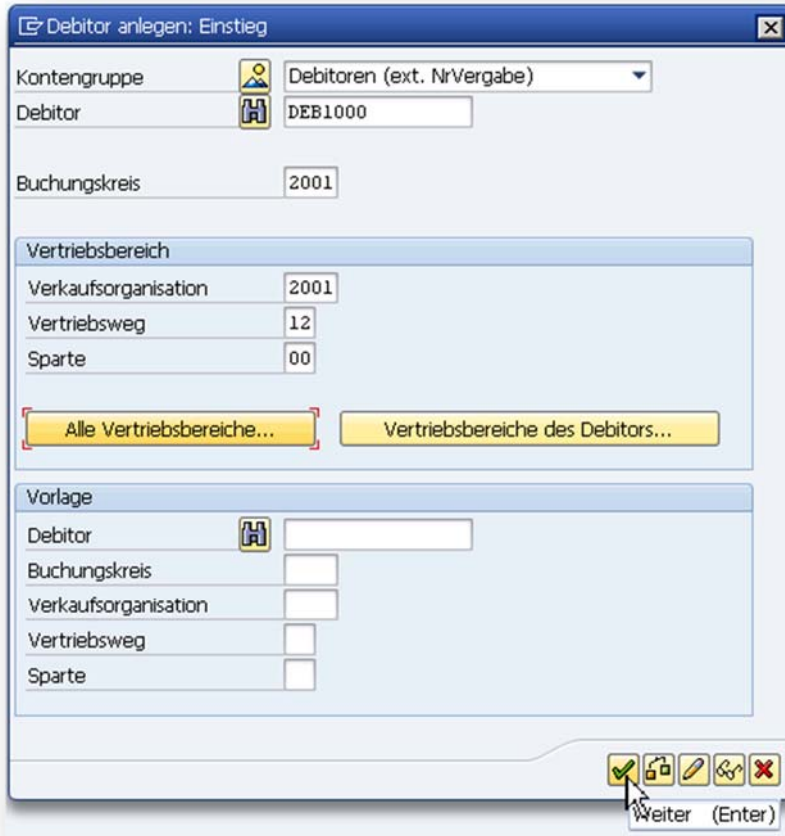 Debitor anlegen: Einstieg
Kontengruppe Debitoren (ext. NrVergabe)
Debitor DEB1000
Buchungskreis 2001
Vertriebsbereich
Verkaufsorganisation 2001
Vertriebsweg 12
Sparte 00
Alle Vertriebsbereiche... Vertriebsbereiche des Debitors...
Vorlage
Debitor
Buchungskreis
Verkaufsorganisation
Vertriebsweg
Sparte
Weiter (Enter)